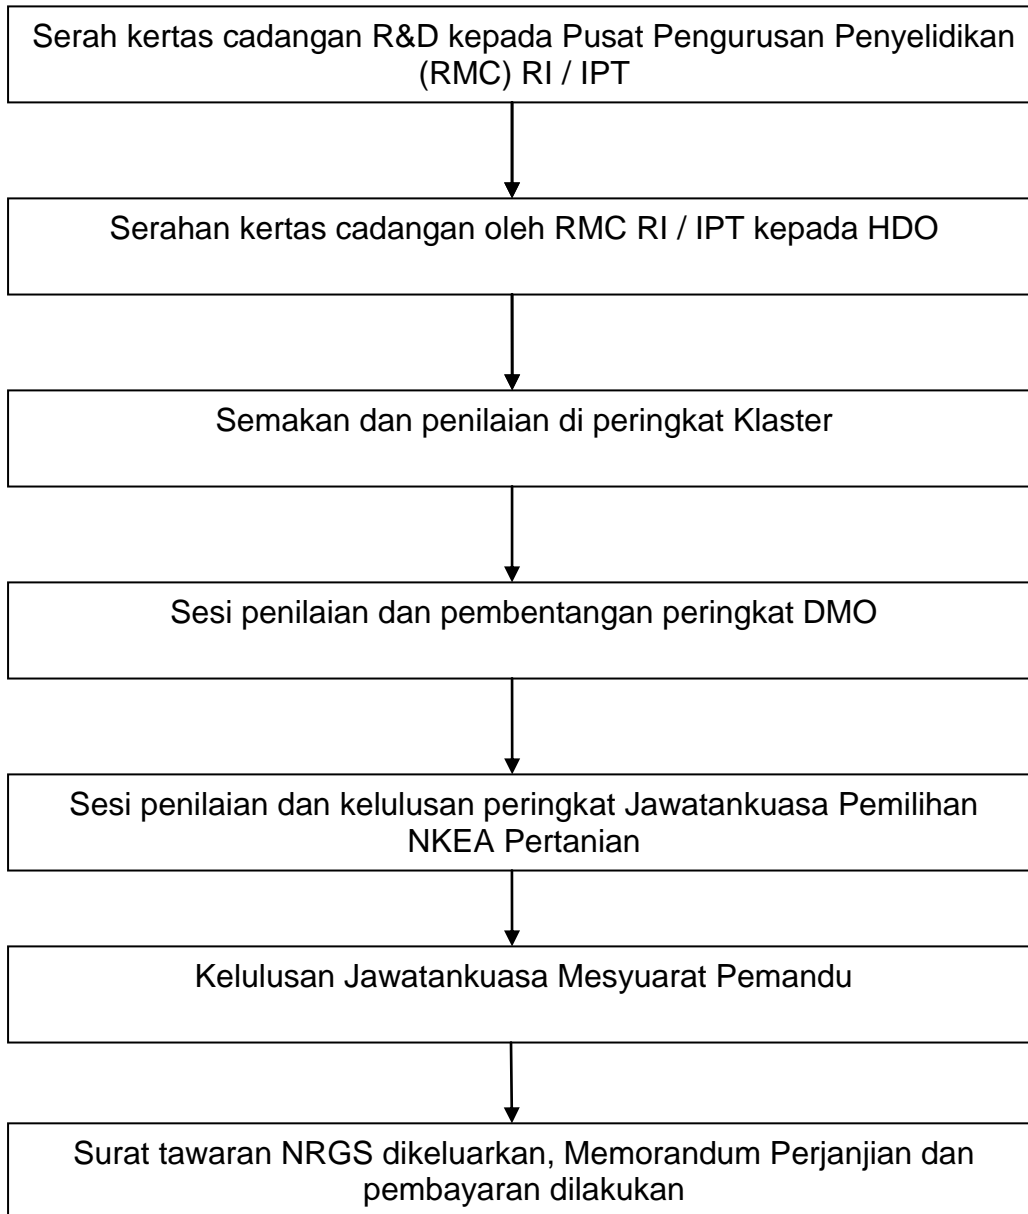 Serah kertas cadangan R&D kepada Pusat Pengurusan Penyelidikan
(RMC) RI / IPT
Serahan kertas cadangan oleh RMC RI / IPT kepada HDO
Semakan dan penilaian di peringkat Klaster
Sesi penilaian dan pembentangan peringkat DMO
Sesi penilaian dan kelulusan peringkat Jawatankuasa Pemilihan
NKEA Pertanian
Kelulusan Jawatankuasa Mesyuarat Pemandu
Surat tawaran NRGS dikeluarkan, Memorandum Perjanjian dan
pembayaran dilakukan